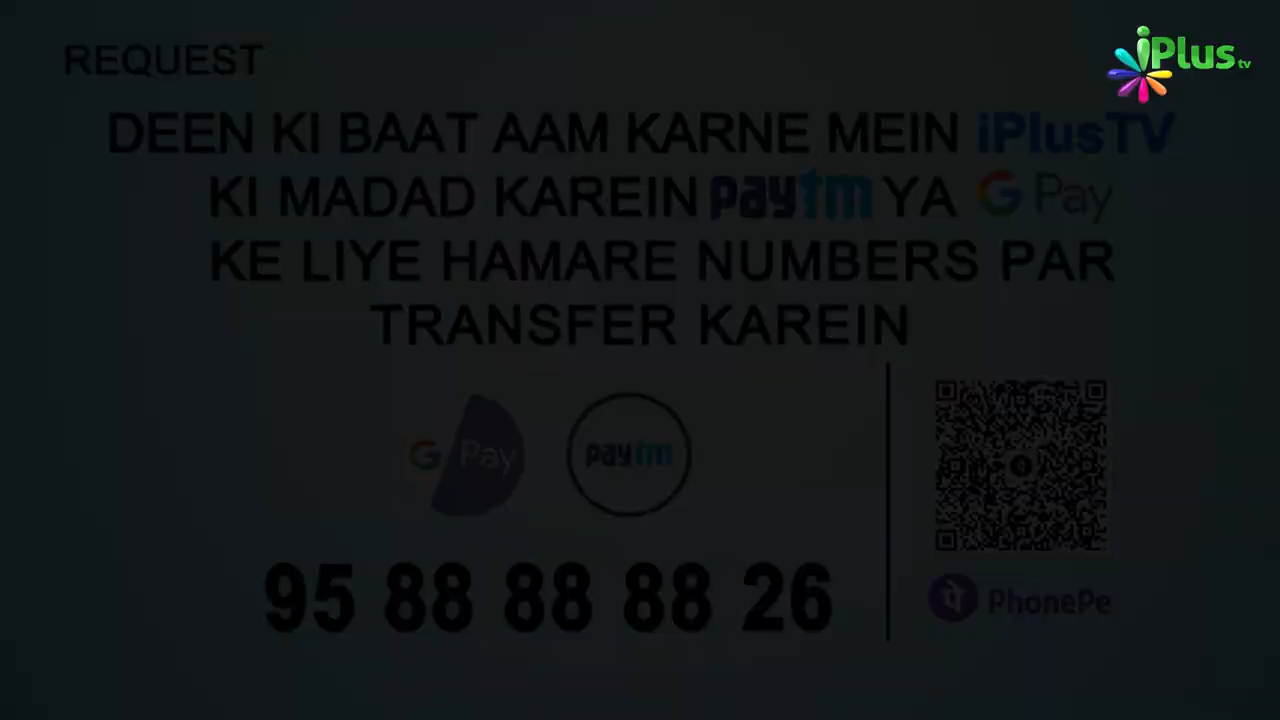 iPlus tv
REQUEST
DEEN KI BAAT AAM KARNE MEIN iPlusTV
KI MADAD KAREIN paytm YA G Pay
KE LIYE HAMARE NUMBERS PAR
TRANSFER KAREIN
G Pay paytm
95 88 88 88 26
पे PhonePe